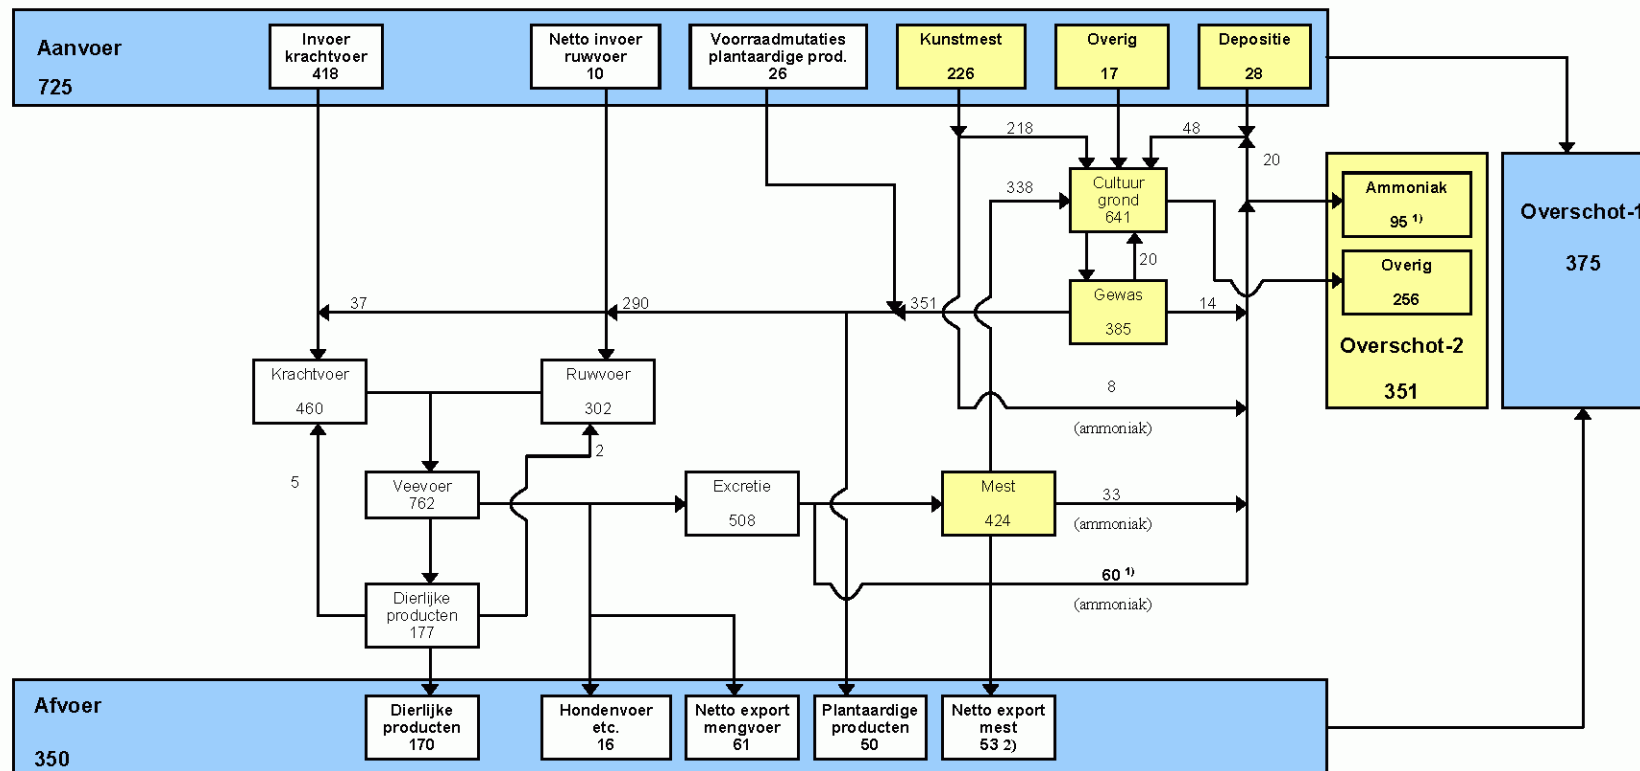 Aanvoer
725
Invoer
krachtvoer
418
Netto invoer
ruwvoer
10
Voorraadmutaties
plantaardige prod.
26
Kunstmest
226
Overig
17
Depositie
28
218
48
20
338
Cultuur
grond
641
20
Ammoniak
95 1)
Overig
256
Overschot-2
351
Overschot-1
375
37
290
351
Gewas
385
14
Krachtvoer
460
Ruwvoer
302
8
(ammoniak)
5
2
Veevoer
762
Excretie
508
Mest
424
33
(ammoniak)
60 1)
(ammoniak)
Dierlijke
producten
177
Afvoer
350
Dierlijke
producten
170
Hondenvoer
etc.
16
Netto export
mengvoer
61
Plantaardige
producten
50
Netto export
mest
53 2)